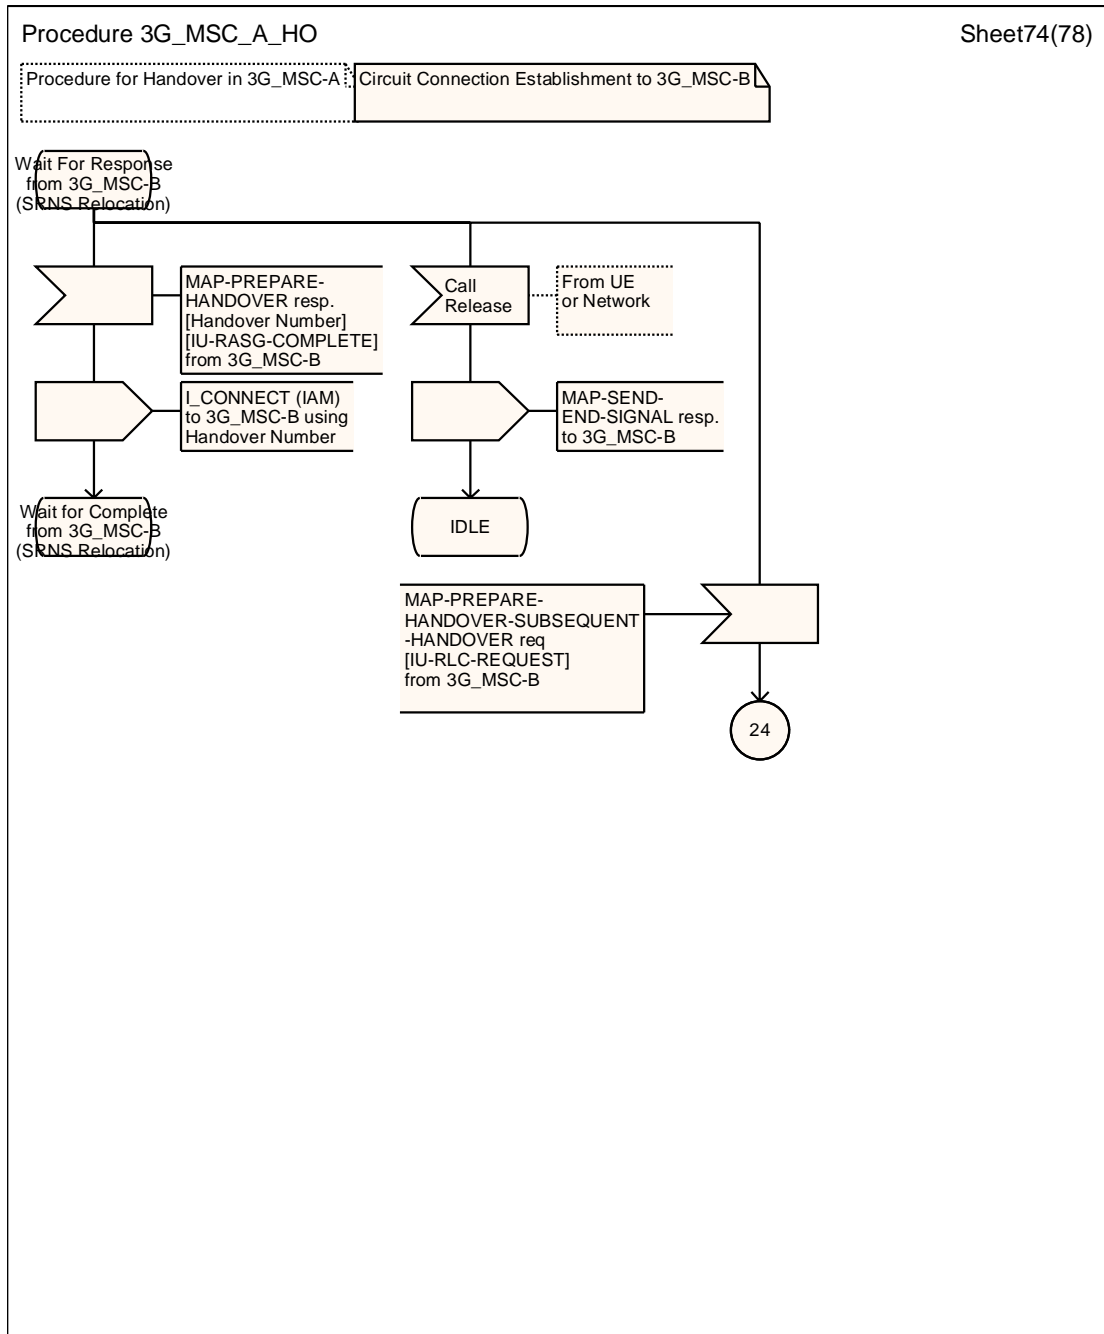 Procedure 3G_MSC_A_HO
Sheet74(78)
Procedure for Handover in 3G_MSC-A
Circuit Connection Establishment to 3G_MSC-B
Wait For Response
from 3G_MSC-B
(SRNS Relocation)
MAP-PREPARE-
HANDOVER resp.
[Handover Number]
[IU-RASG-COMPLETE]
from 3G_MSC-B
Call
Release
From UE
or Network
I_CONNECT (IAM)
to 3G_MSC-B using
Handover Number
MAP-SEND-
END-SIGNAL resp.
to 3G_MSC-B
Wait for Complete
from 3G_MSC-B
(SRNS Relocation)
IDLE
MAP-PREPARE-
HANDOVER-SUBSEQUENT
-HANDOVER req
[IU-RLC-REQUEST]
from 3G_MSC-B
24